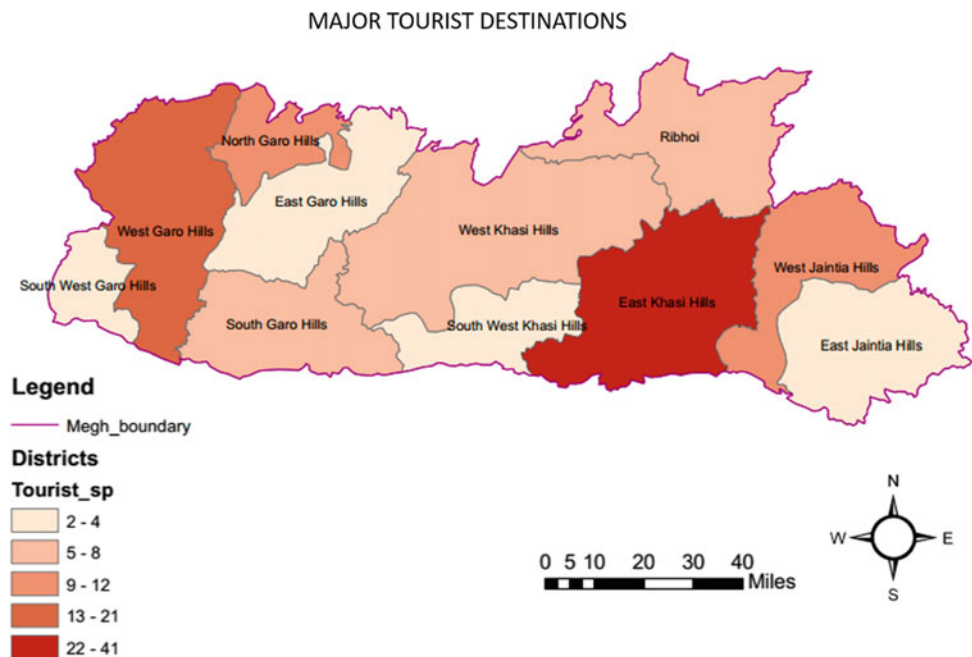 MAJOR TOURIST DESTINATIONS
North Garo Hills
Ribhoi
East Garo Hills
West Garo Hills
West Khasi Hills
South West Garo Hills
West Jaintia Hills
East Khasi Hills
South Garo Hills
South West Khasi Hills
East Jaintia Hills
Legend
Megh_boundary
Districts
Tourist_sp
2 - 4
5 - 8
9 - 12
13 - 21
22 - 41
0 5 10 20 30 40
Miles
N
W E
S